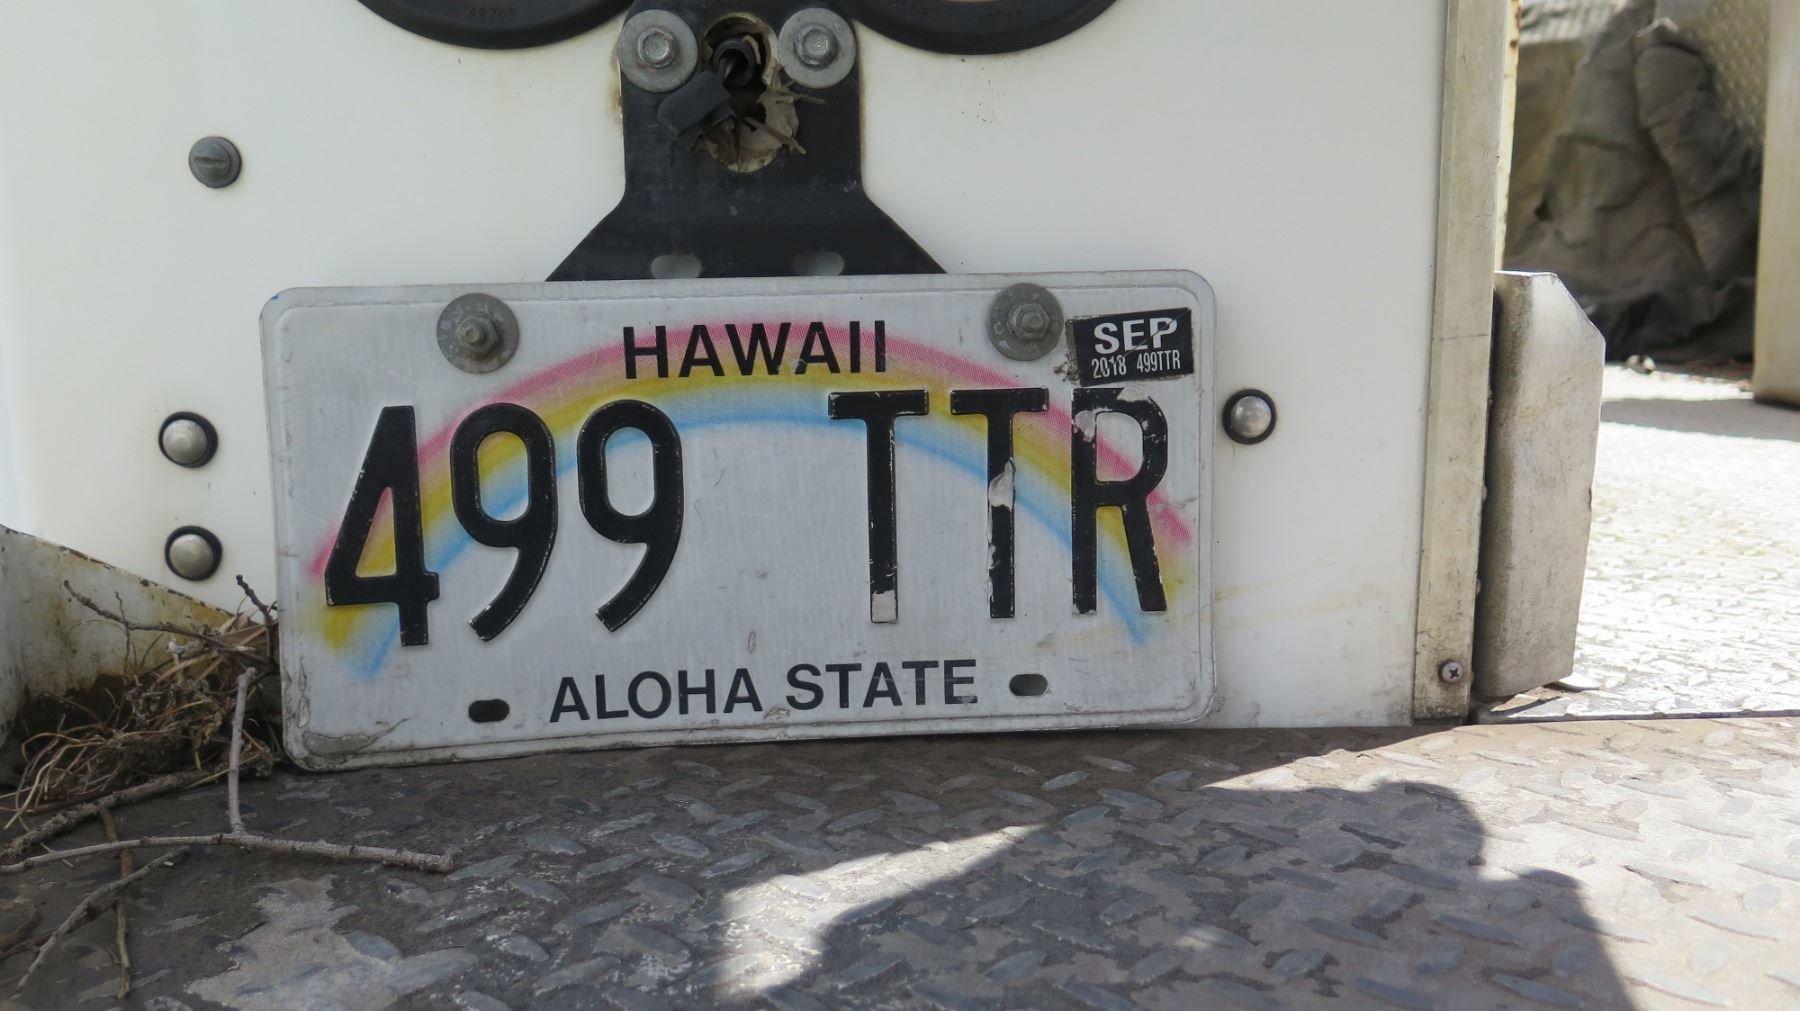 HAWAII
SEP
2018 499TTR
499 TTR
ALOHA STATE